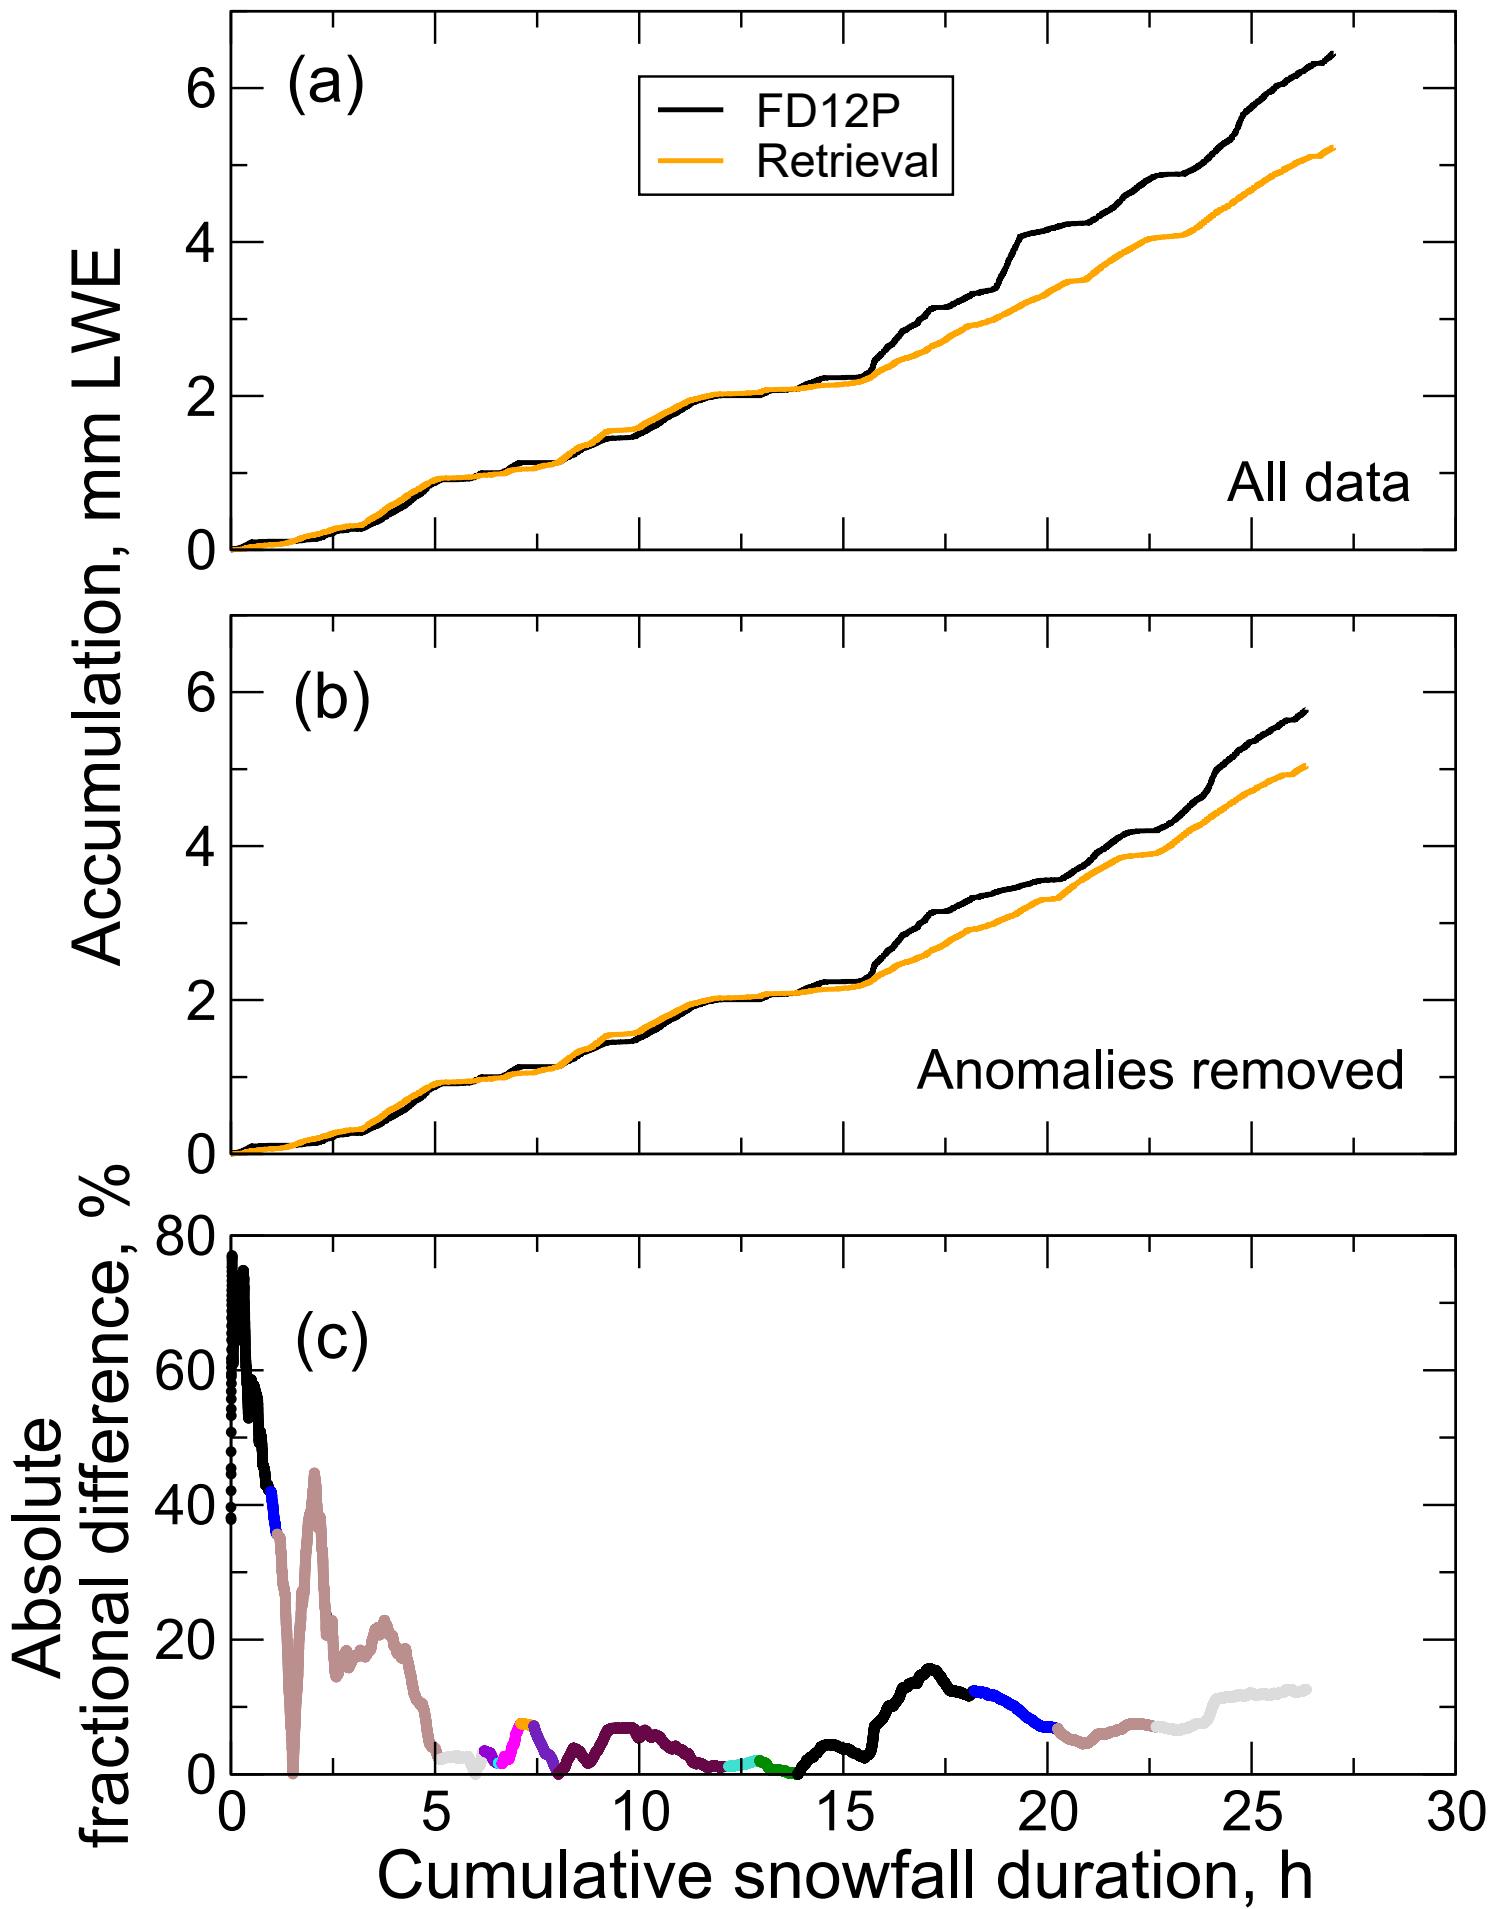 (a)
FD12P
Retrieval
6
4
2
0
All data
Accumulation, mm LWE
(b)
6
4
2
0
Anomalies removed
(c)
80
60
40
20
0
Absolute
fractional difference, %
0 5 10 15 20 25 30
Cumulative snowfall duration, h